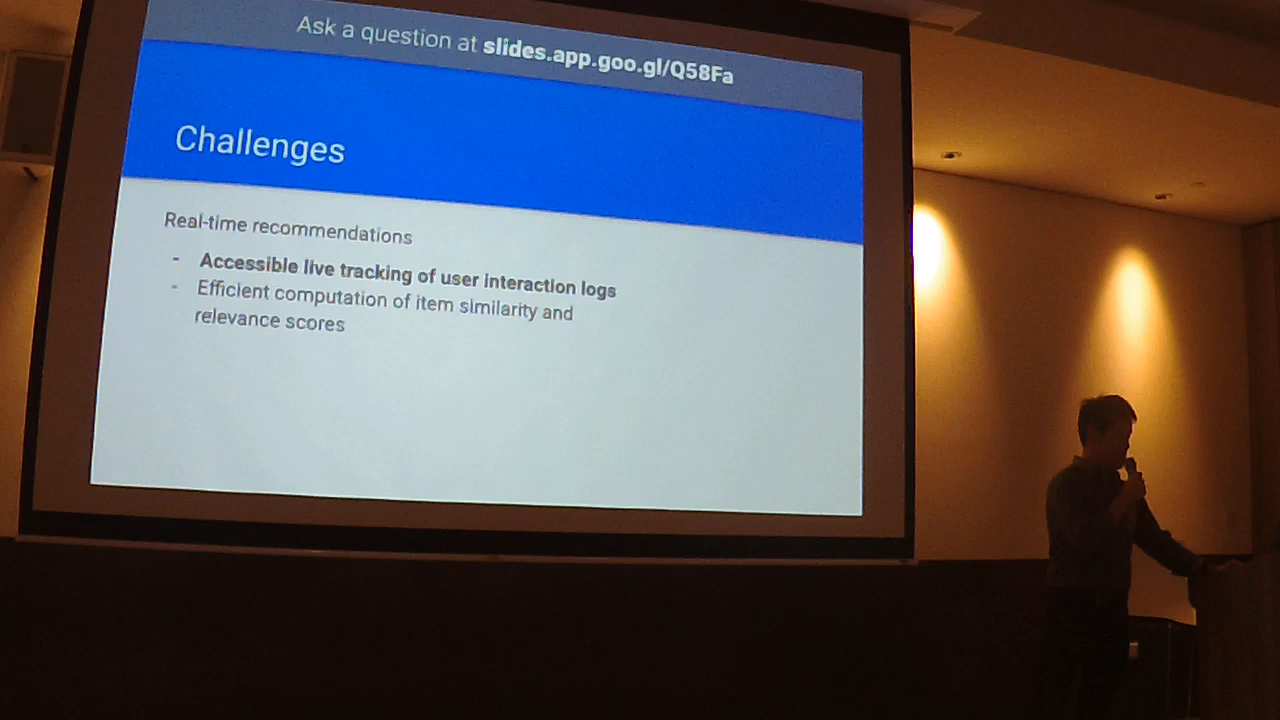 Ask a question at slides.app.goo.gl/Q58Fa
Challenges
Real-time recommendations
- Accessible live tracking of user interaction logs
- Efficient computation of item similarity and
relevance scores